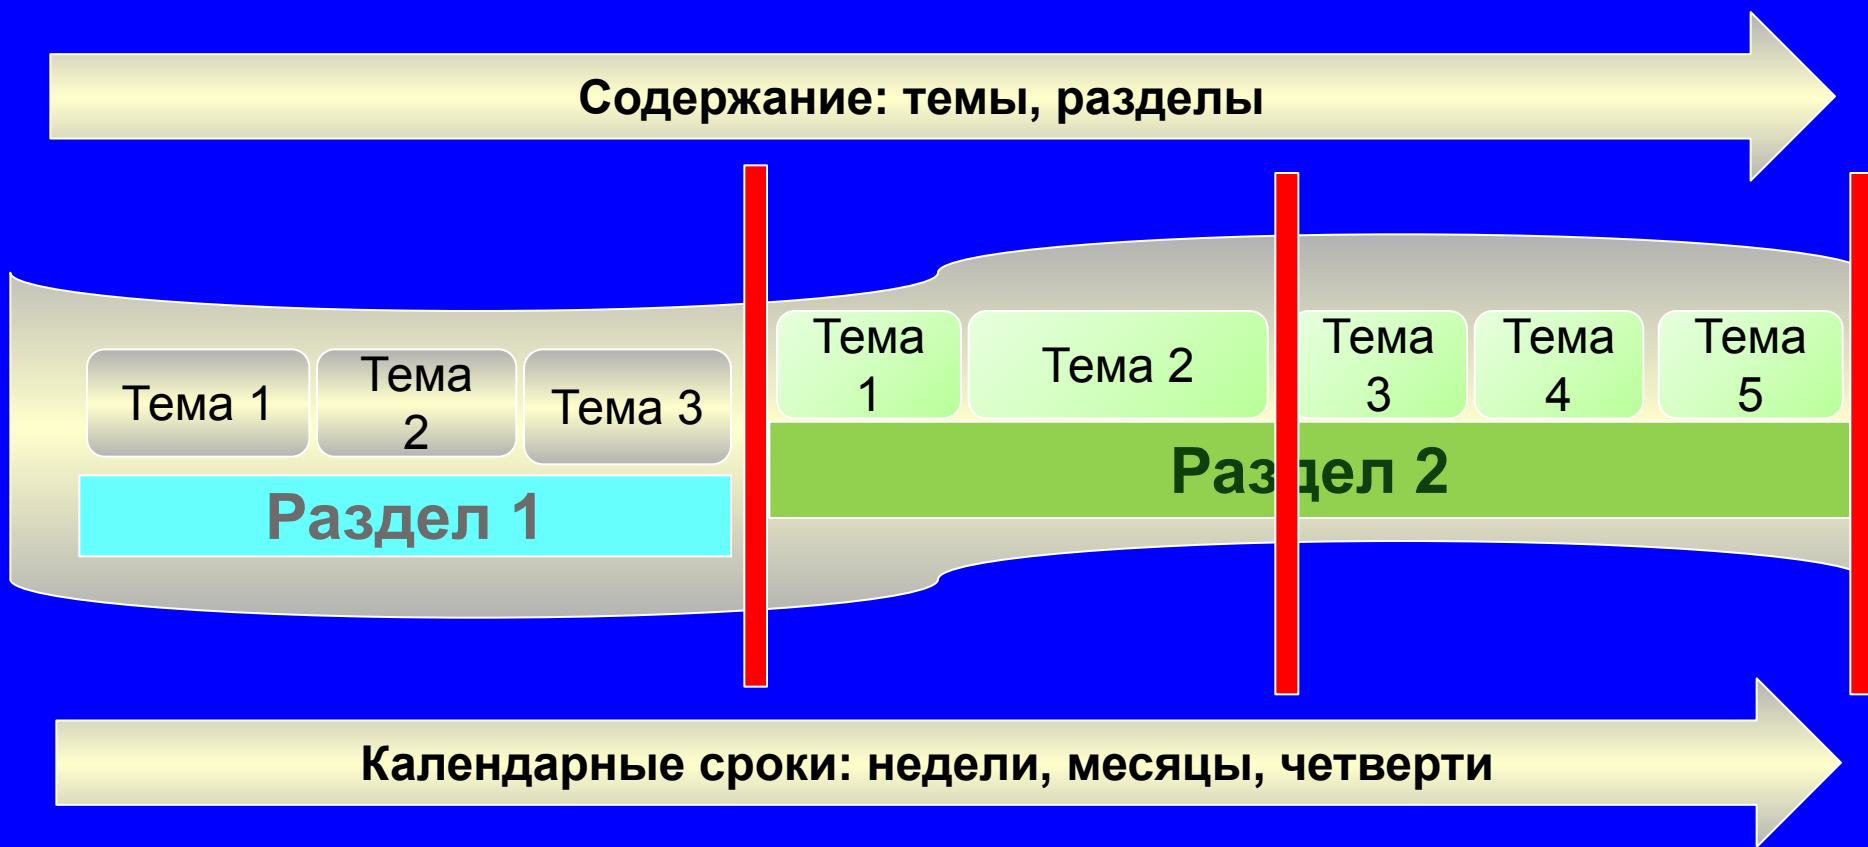 Содержание: темы, разделы
Тема 1
Тема
2
Тема 3
Раздел 1
Тема
1
Тема 2
Тема
3
Тема
4
Тема
5
Раздел 2
Календарные сроки: недели, месяцы, четверти